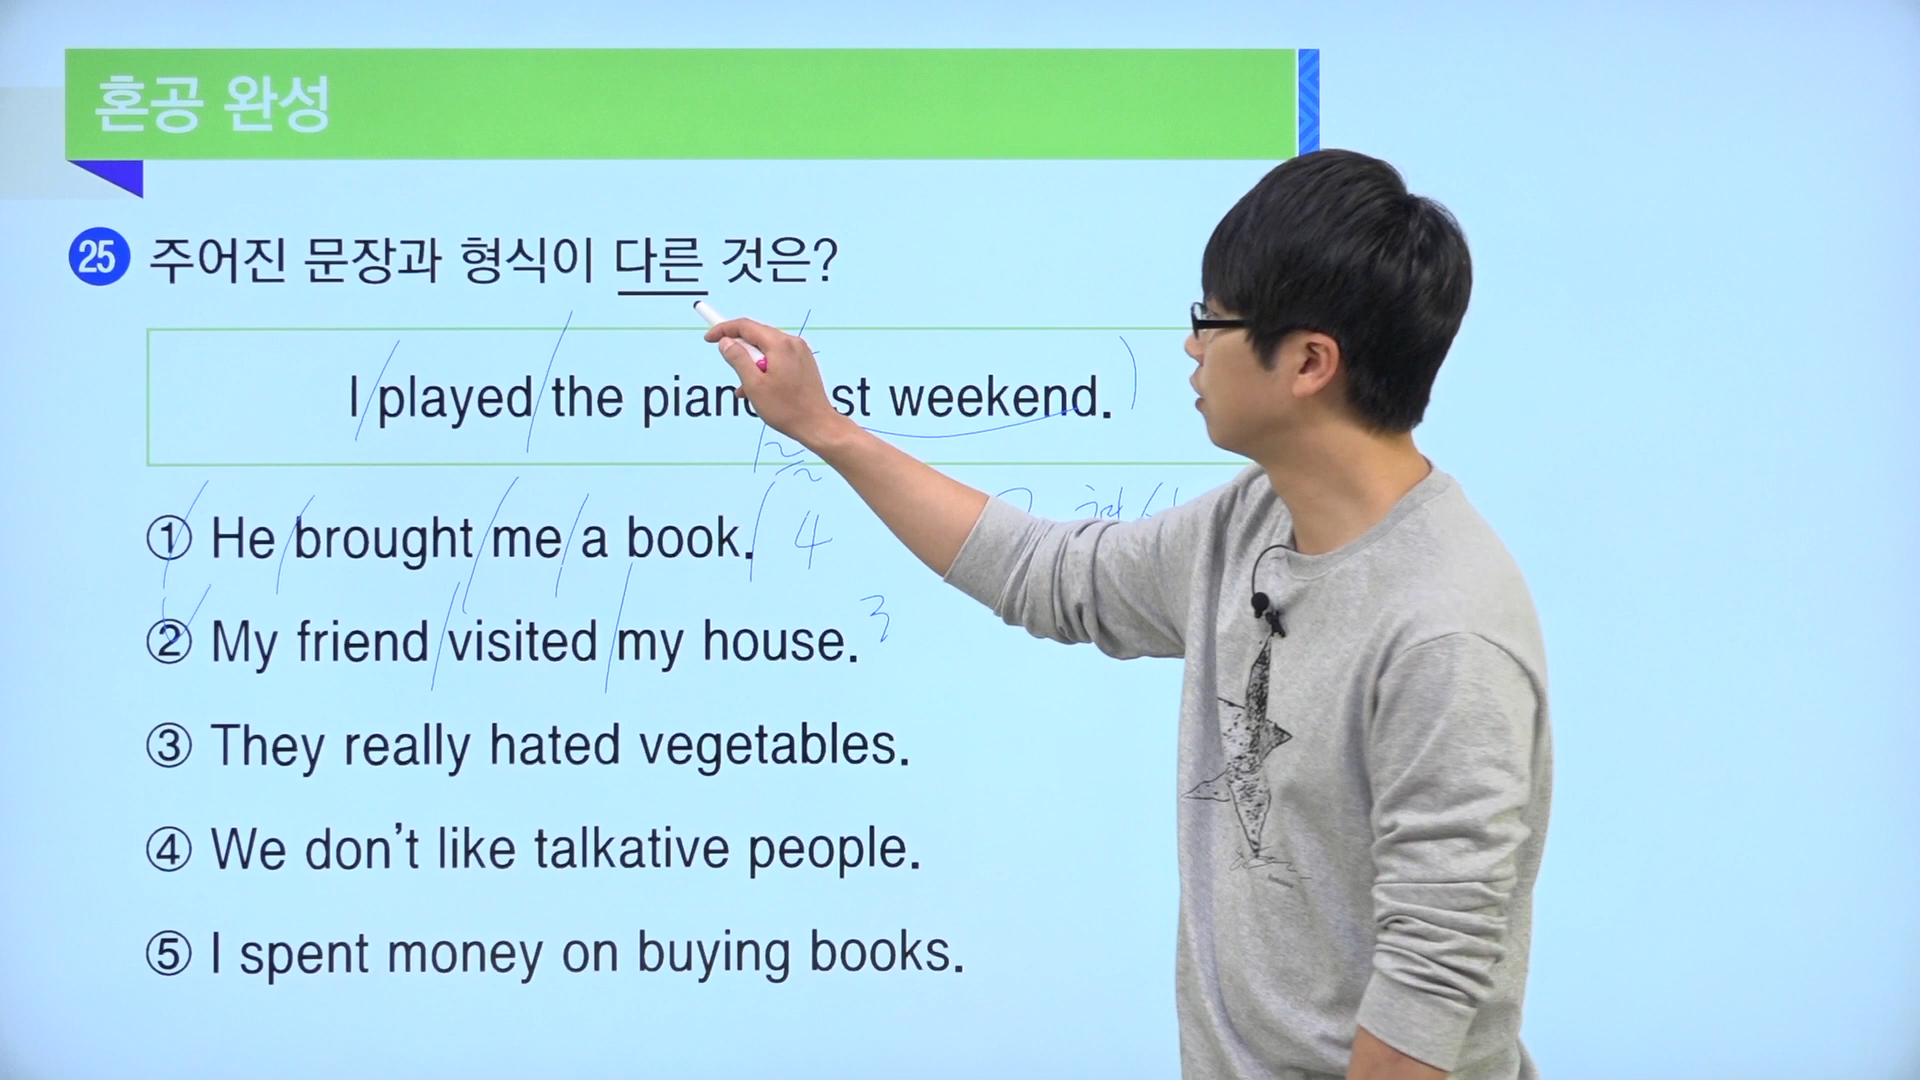 혼공 완성
25 주어진 문장과 형식이 다른 것은?
I played the weekend.
① He brought me a book. 4
② My friend visited my house. 3
③ They really hated vegetables.
④ We don't like talkative people.
⑤ I spent money on buying books.